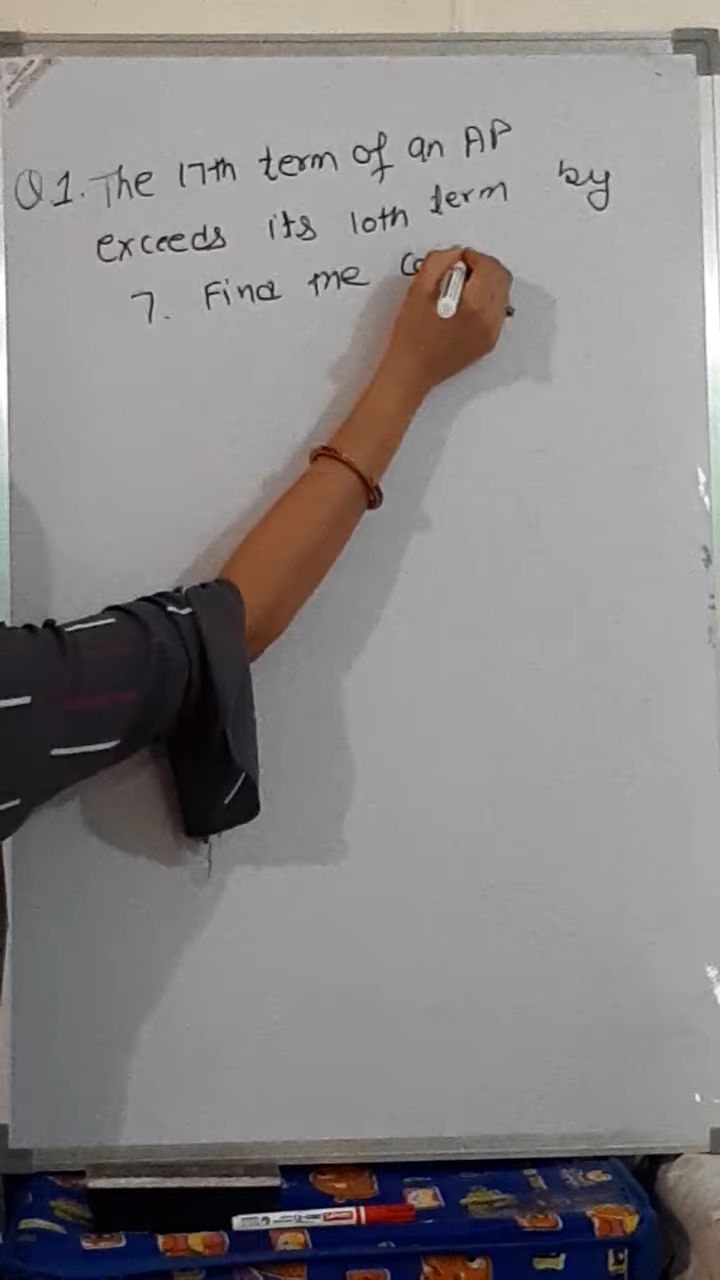 Q1. The 17th term of an AP
exceeds its 10th term by
7. Find the